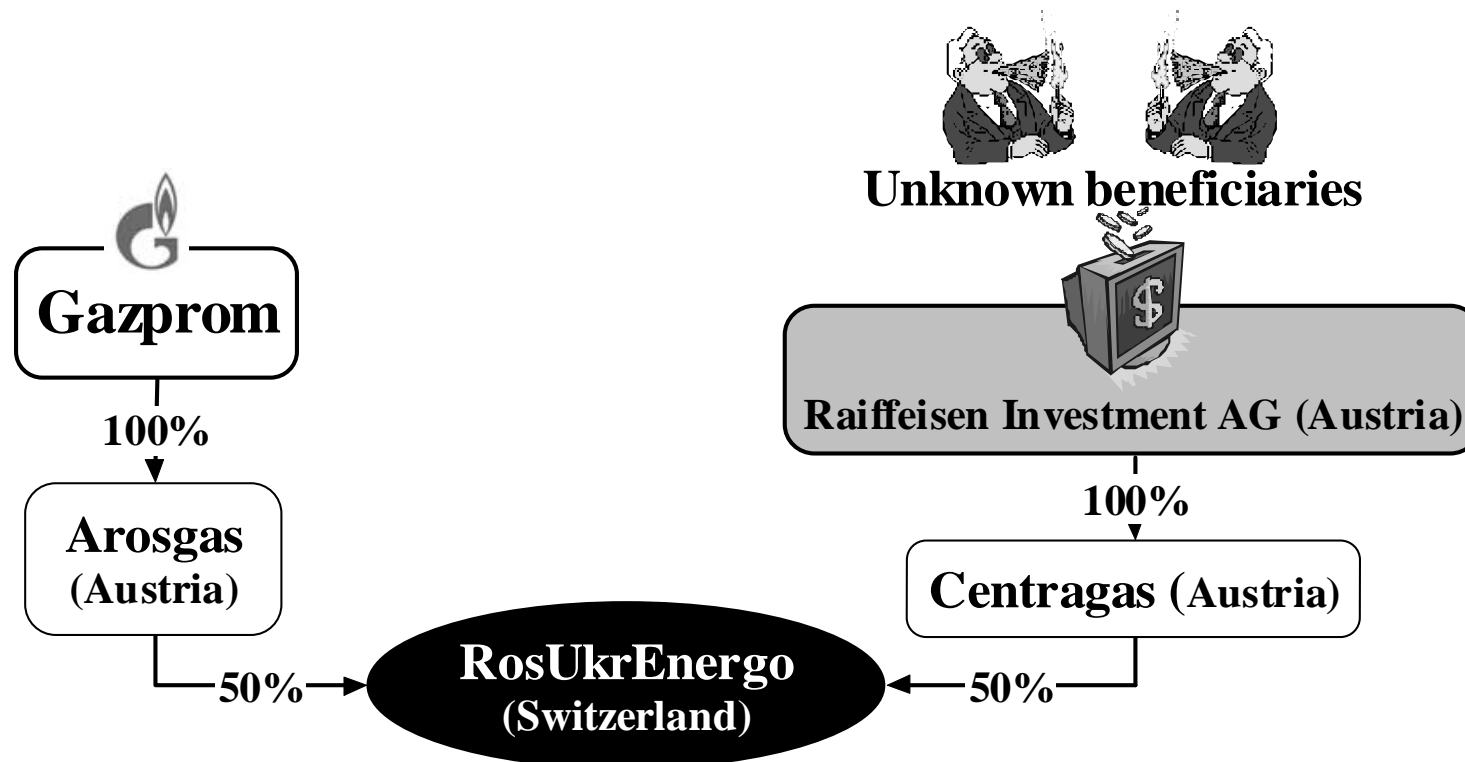 Unknown beneficiaries
$
Gazprom
Raiffeisen Investment AG (Austria)
100%
100%
Arosgas
(Austria)
Centragas (Austria)
RosUkrEnergo
(Switzerland)
50%
50%